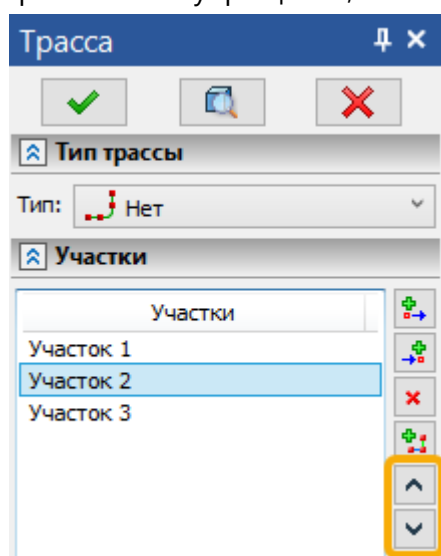 Трасса
Тип трассы
Тип: Нет
Участки
Участки
Участок 1
Участок 2
Участок 3